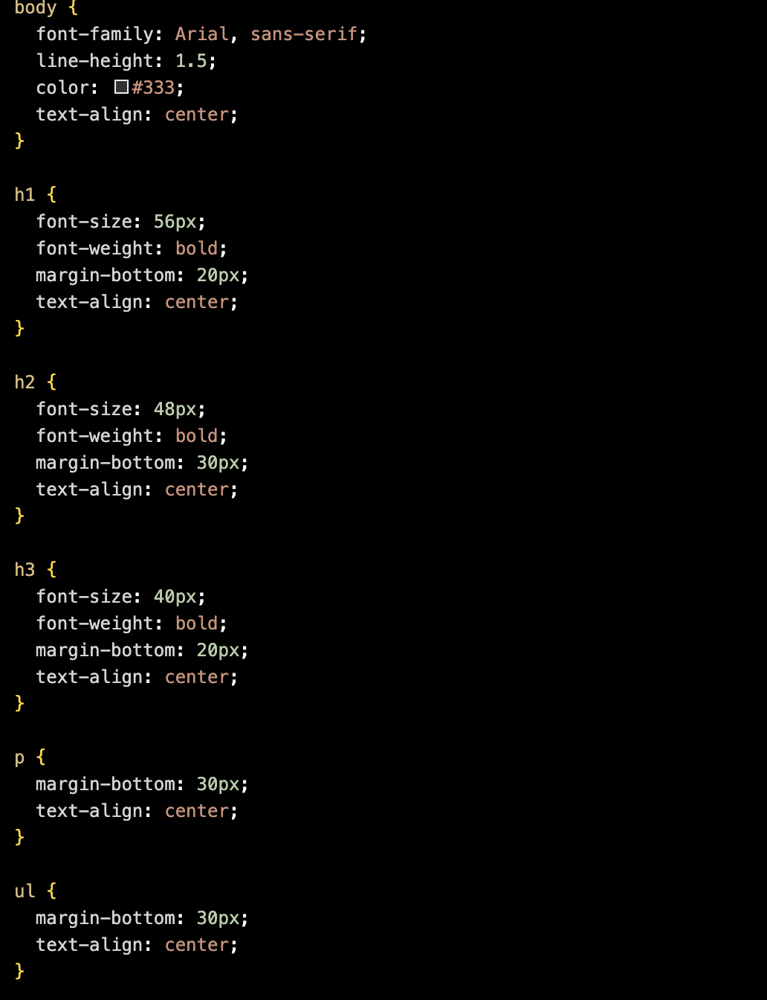 body {
  font-family: Arial, sans-serif;
  line-height: 1.5;
  color: #333;
  text-align: center;
}

h1 {
  font-size: 56px;
  font-weight: bold;
  margin-bottom: 20px;
  text-align: center;
}

h2 {
  font-size: 48px;
  font-weight: bold;
  margin-bottom: 30px;
  text-align: center;
}

h3 {
  font-size: 40px;
  font-weight: bold;
  margin-bottom: 20px;
  text-align: center;
}

p {
  margin-bottom: 30px;
  text-align: center;
}

ul {
  margin-bottom: 30px;
  text-align: center;
}